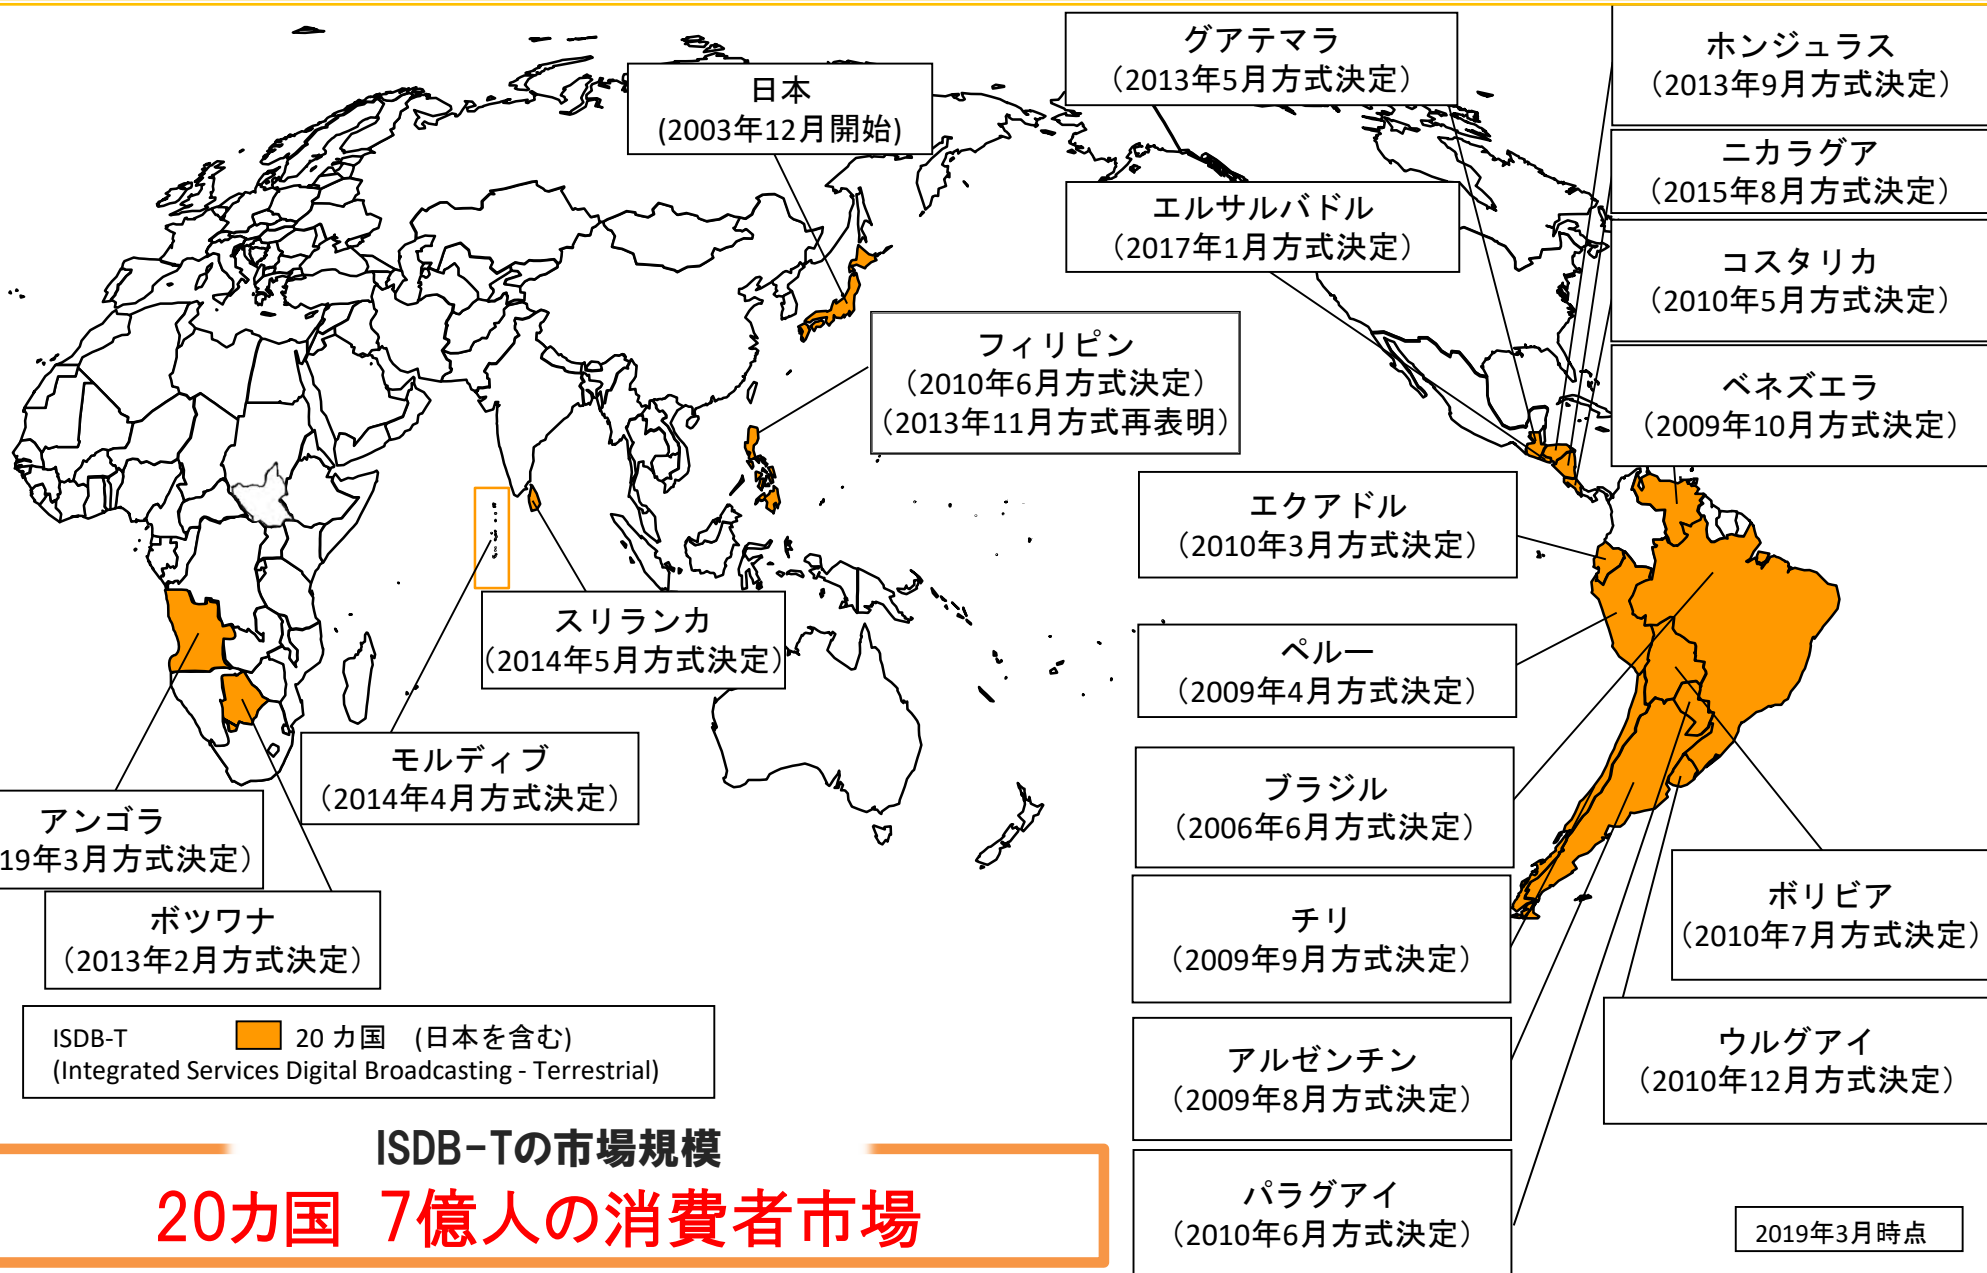 グアテマラ
（2013年5月方式決定）
ホンジュラス
（2013年9月方式決定）
日本
(2003年12月開始)
ニカラグア
（2015年8月方式決定）
エルサルバドル
（2017年1月方式決定）
コスタリカ
（2010年5月方式決定）
フィリピン
（2010年6月方式決定）
（2013年11月方式再表明）
ベネズエラ
（2009年10月方式決定）
エクアドル
（2010年3月方式決定）
スリランカ
（2014年5月方式決定）
ペルー
（2009年4月方式決定）
モルディブ
（2014年4月方式決定）
ブラジル
（2006年6月方式決定）
アンゴラ
19年3月方式決定）
ボツワナ
（2013年2月方式決定）
チリ
（2009年9月方式決定）
ボリビア
（2010年7月方式決定）
ISDB-T 20 カ国 (日本を含む)
(Integrated Services Digital Broadcasting - Terrestrial)
アルゼンチン
（2009年8月方式決定）
ウルグアイ
（2010年12月方式決定）
ISDB-Tの市場規模
20カ国 7億人の消費者市場
パラグアイ
（2010年6月方式決定）
2019年3月時点